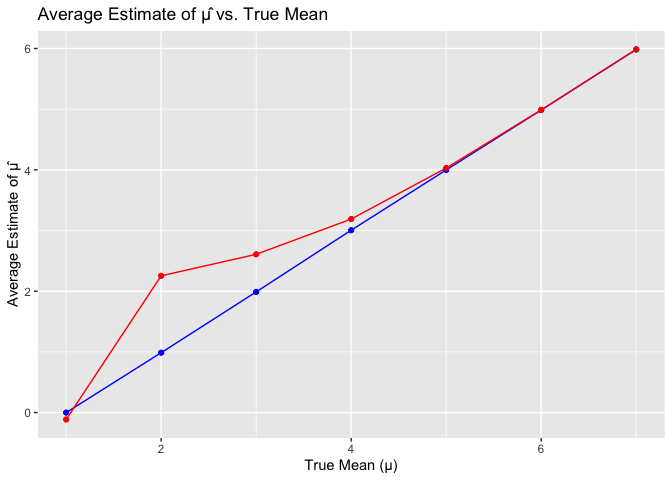 Average Estimate of μ̂ vs. True Mean
Average Estimate of μ̂
6
4
2
0
2
4
6
True Mean (μ)